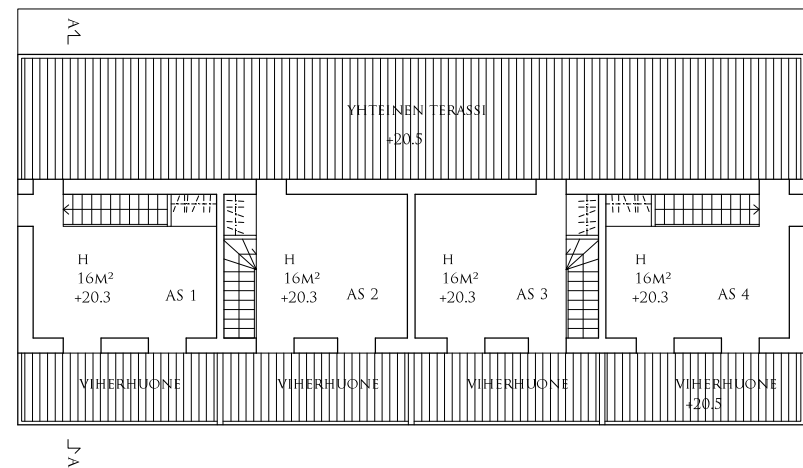 A
YHTEINEN TERASSI
+20.5
H
16M²
+20.3
AS 1
H
16M²
+20.3
AS 2
H
16M²
+20.3
AS 3
H
16M²
+20.3
AS 4
VIHERHUONE
VIHERHUONE
VIHERHUONE
VIHERHUONE
+20.5
A